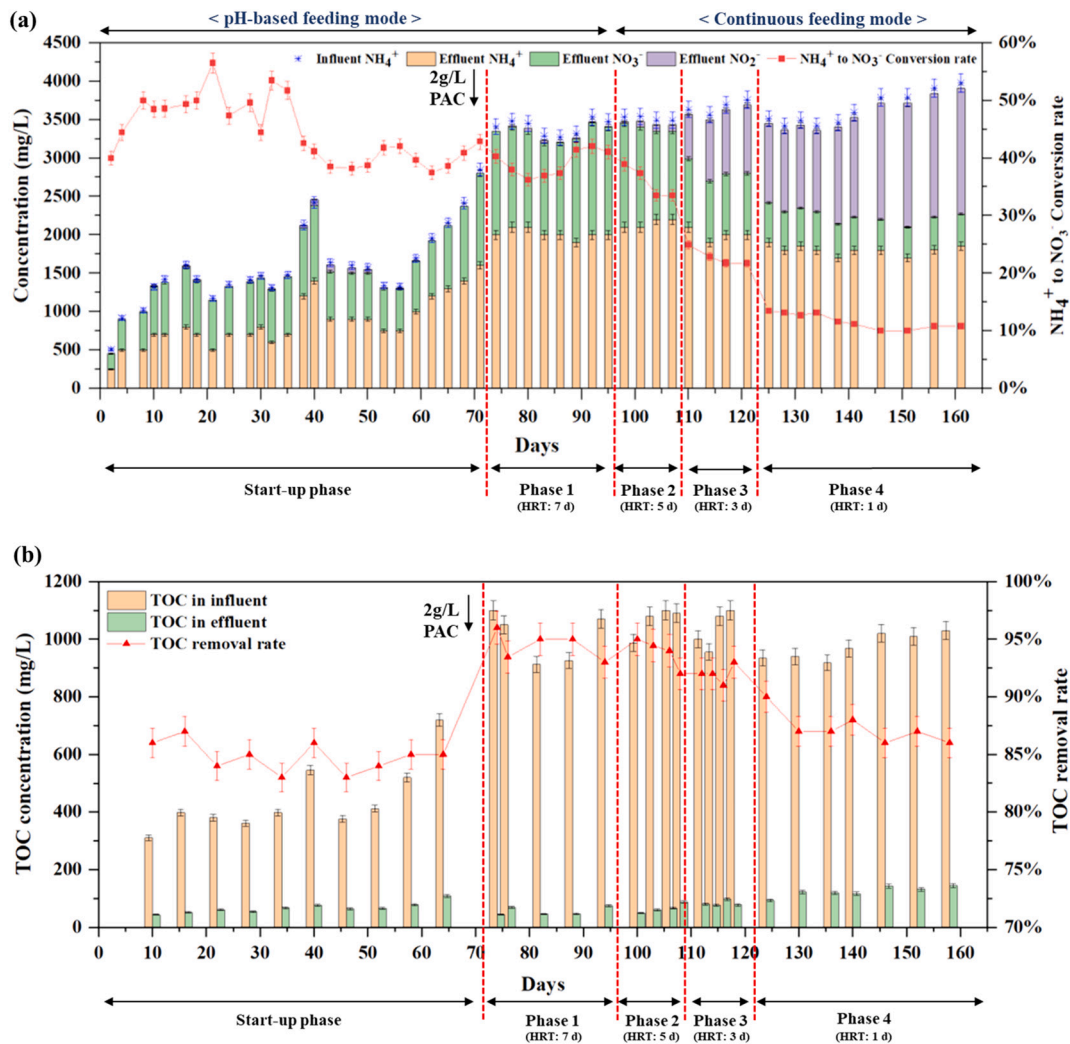 (a)
< pH-based feeding mode >
< Continuous feeding mode >
Influent NH₄⁺
Effluent NH₄⁺
Effluent NO₃⁻
Effluent NO₂⁻
NH₄⁺ to NO₃⁻ Conversion rate
2g/L
PAC
Concentration (mg/L)
4500
4000
3500
3000
2500
2000
1500
1000
500
0
60%
50%
40%
30%
20%
10%
0%
NH₄⁺ to NO₃⁻ Conversion rate
0 10 20 30 40 50 60 70 80 90 100 110 120 130 140 150 160
Days
Start-up phase
Phase 1
(HRT: 7 d)
Phase 2
(HRT: 5 d)
Phase 3
(HRT: 3 d)
Phase 4
(HRT: 1 d)
(b)
TOC in influent
TOC in effluent
TOC removal rate
2g/L
PAC
TOC concentration (mg/L)
1200
1000
800
600
400
200
0
100%
95%
90%
85%
80%
75%
70%
TOC removal rate
0 10 20 30 40 50 60 70 80 90 100 110 120 130 140 150 160
Days
Start-up phase
Phase 1
(HRT: 7 d)
Phase 2
(HRT: 5 d)
Phase 3
(HRT: 3 d)
Phase 4
(HRT: 1 d)